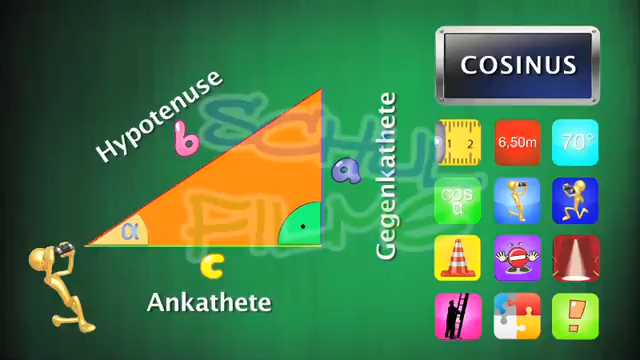 COSINUS
Hypotenuse
b
SCHUL
FILME
a
Gegenkathete
α
c
Ankathete
1 2
6,50m
70°
COS
α
!